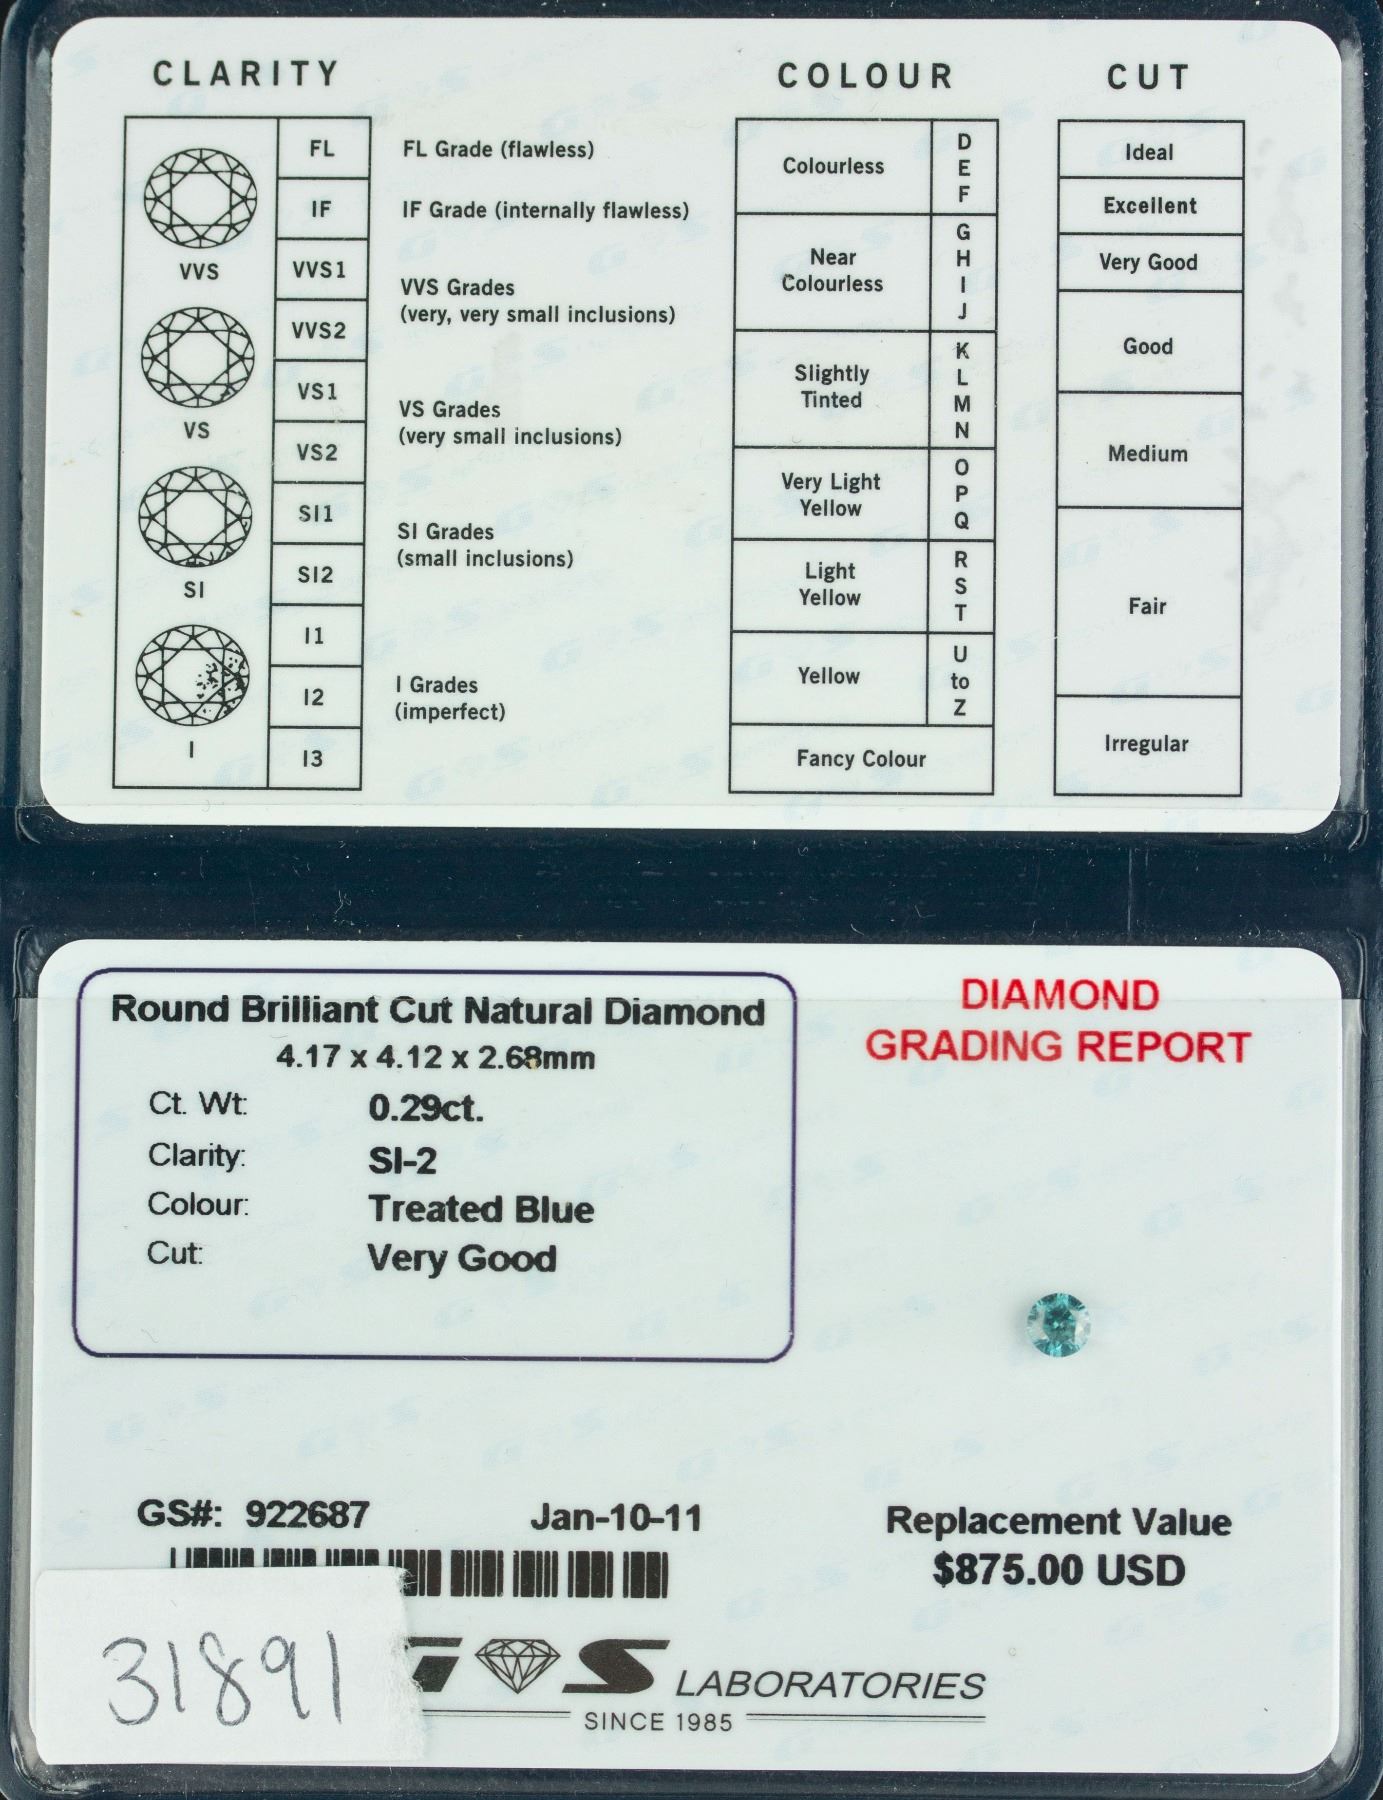 CLARITY
FL
IF
VVS1
VVS2
VS1
VS2
SI1
SI2
I1
I2
I3
VVS
VS
SI
I
FL Grade (flawless)
IF Grade (internally flawless)
VVS Grades
(very, very small inclusions)
VS Grades
(very small inclusions)
SI Grades
(small inclusions)
I Grades
(imperfect)
COLOUR
Colourless
D
E
F
Near
Colourless
G
H
I
J
Slightly
Tinted
K
L
M
N
Very Light
Yellow
O
P
Q
Light
Yellow
R
S
T
Yellow
U
to
Z
Fancy Colour
CUT
Ideal
Excellent
Very Good
Good
Medium
Fair
Irregular
Round Brilliant Cut Natural Diamond
4.17 x 4.12 x 2.68mm
Ct. Wt: 0.29ct.
Clarity: SI-2
Colour: Treated Blue
Cut: Very Good
DIAMOND
GRADING REPORT
GS#: 922687 Jan-10-11
Replacement Value
$875.00 USD
31891
G S LABORATORIES
SINCE 1985